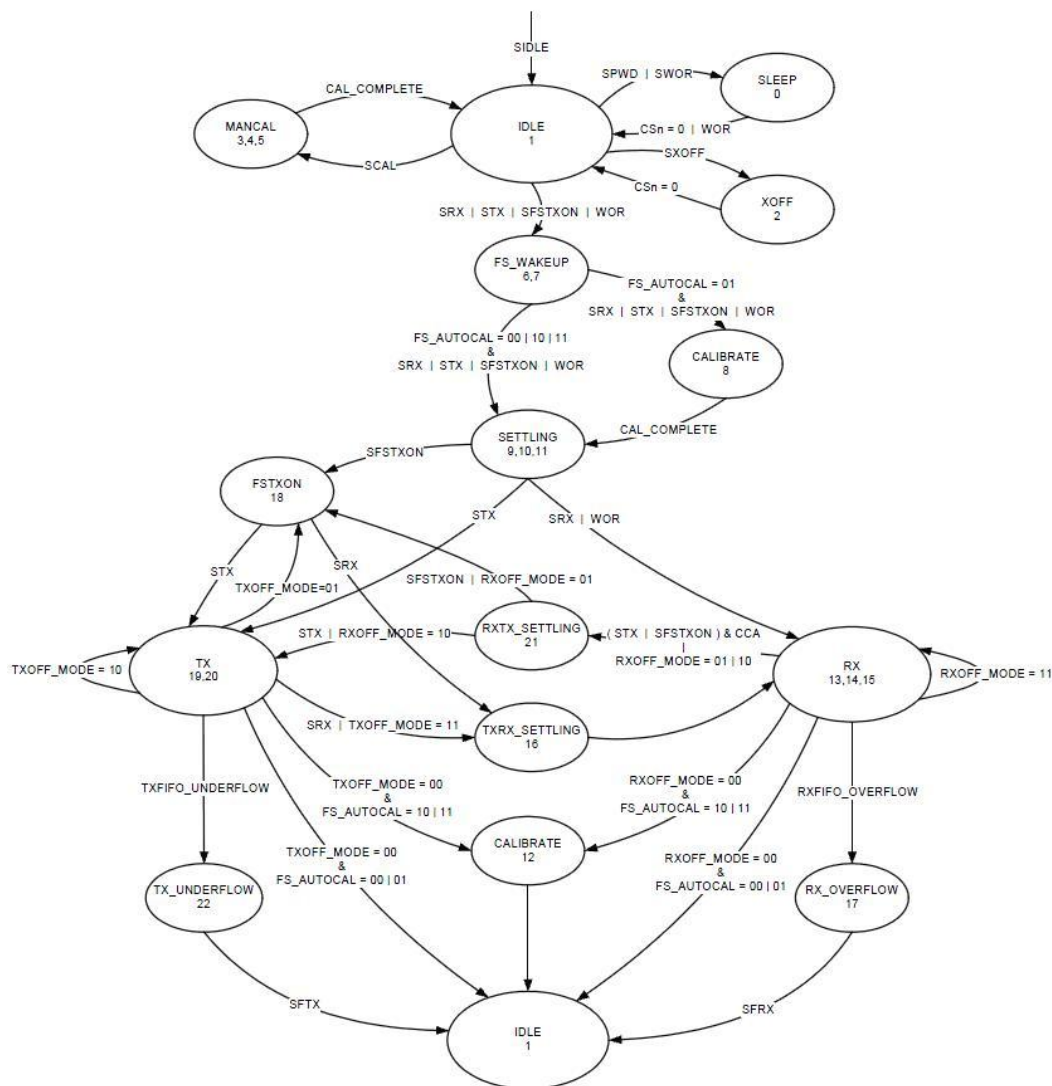 SIDLE
SPWD | SWOR
SLEEP
0
CAL_COMPLETE
MANCAL
3,4,5
IDLE
1
CSn = 0 | WOR
SCAL
SXOFF
CSn = 0
XOFF
2
SRX | STX | SFSTXON | WOR
FS_WAKEUP
6,7
FS_AUTOCAL = 01
&
SRX | STX | SFSTXON | WOR
FS_AUTOCAL = 00 | 10 | 11
&
SRX | STX | SFSTXON | WOR
CALIBRATE
8
SETTLING
9,10,11
CAL_COMPLETE
SFSTXON
FSTXON
18
STX
SRX | WOR
STX
SRX
TXOFF_MODE=01
SFSTXON | RXOFF_MODE = 01
RXTX_SETTLING
21
STX | RXOFF_MODE = 10
( STX | SFSTXON ) & CCA
|
RXOFF_MODE = 01 | 10
TXOFF_MODE = 10
TX
19,20
RX
13,14,15
RXOFF_MODE = 11
SRX | TXOFF_MODE = 11
TXRX_SETTLING
16
TXFIFO_UNDERFLOW
TXOFF_MODE = 00
&
FS_AUTOCAL = 10 | 11
RXOFF_MODE = 00
&
FS_AUTOCAL = 10 | 11
RXFIFO_OVERFLOW
CALIBRATE
12
TXOFF_MODE = 00
&
FS_AUTOCAL = 00 | 01
RXOFF_MODE = 00
&
FS_AUTOCAL = 00 | 01
TX_UNDERFLOW
22
RX_OVERFLOW
17
SFTX
SFRX
IDLE
1